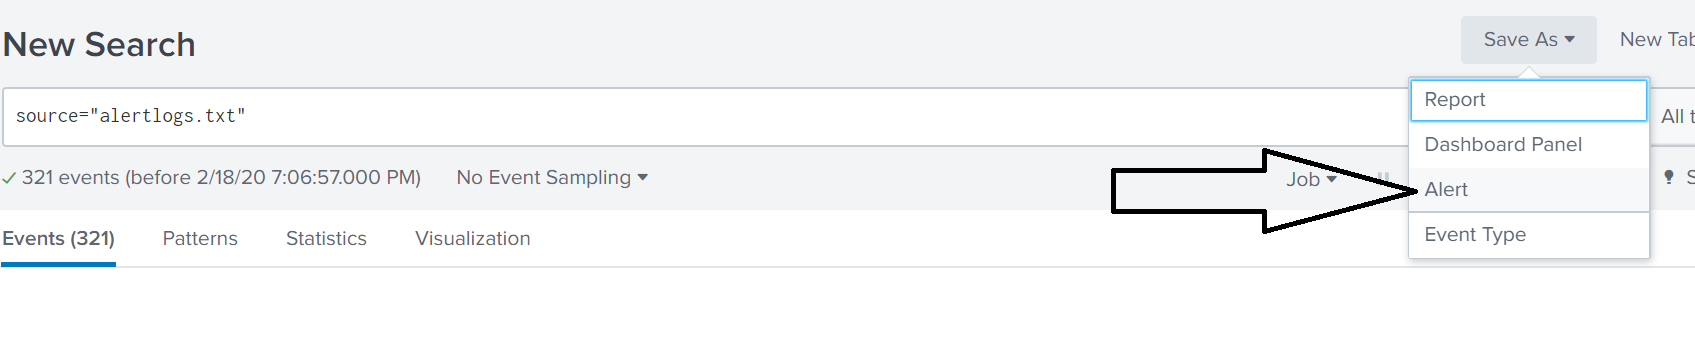 New Search
Save As
New Tab
source="alertlogs.txt"
All t
Report
Dashboard Panel
Alert
Event Type
321 events (before 2/18/20 7:06:57.000 PM)
No Event Sampling
Job
S
Events (321)
Patterns
Statistics
Visualization